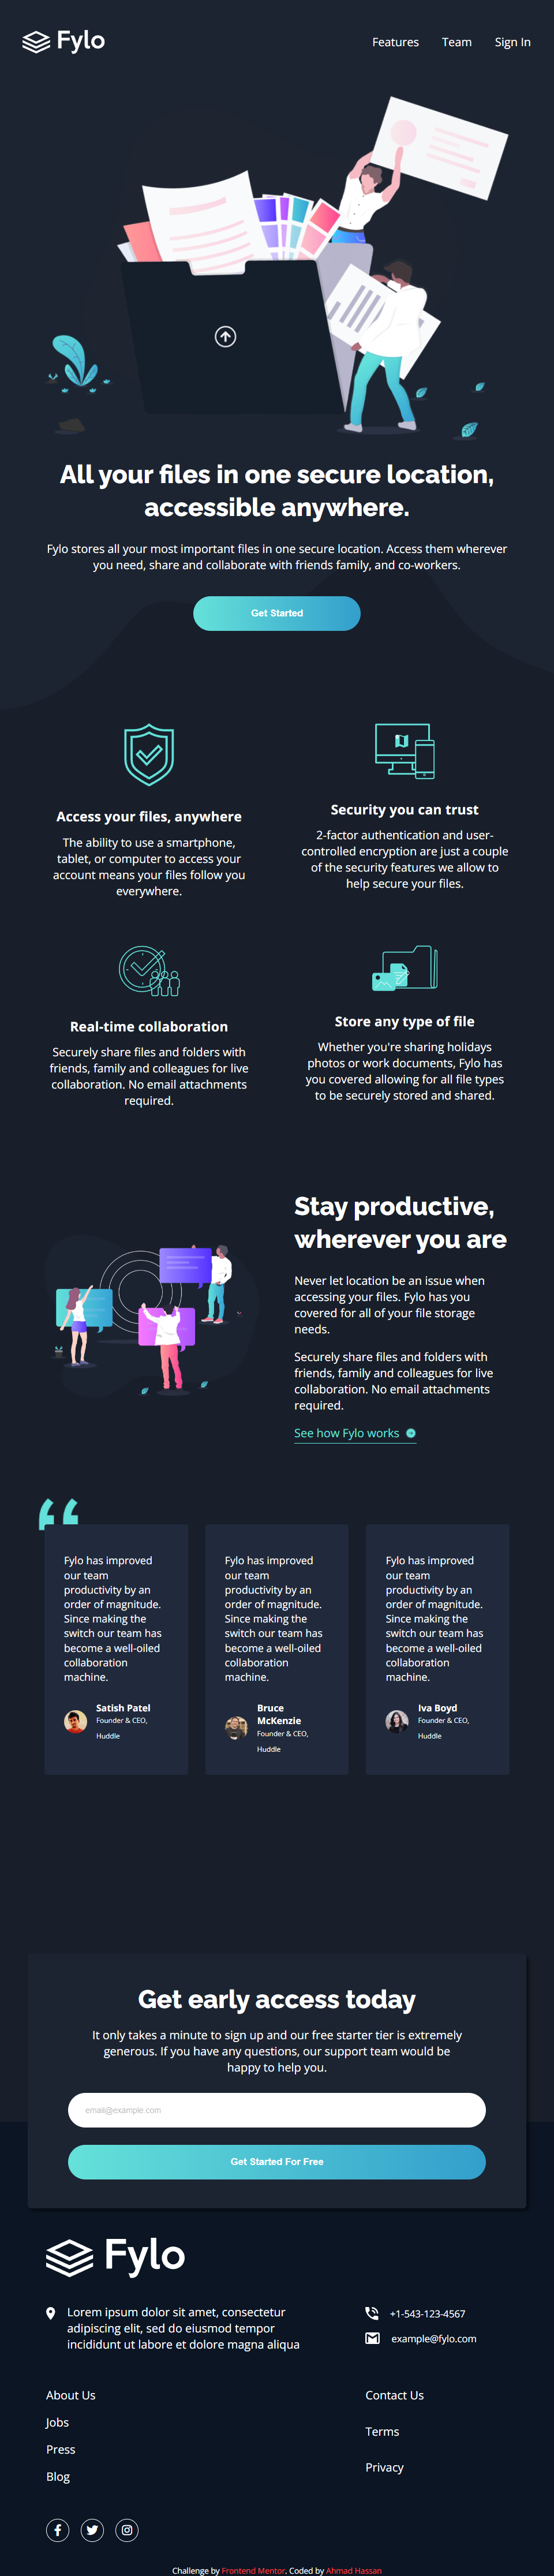 Fylo
Features Team Sign In
All your files in one secure location,
accessible anywhere.
Fylo stores all your most important files in one secure location. Access them wherever
you need, share and collaborate with friends family, and co-workers.
Get Started
Access your files, anywhere
The ability to use a smartphone,
tablet, or computer to access your
account means your files follow you
everywhere.
Security you can trust
2-factor authentication and user-
controlled encryption are just a couple
of the security features we allow to
help secure your files.
Real-time collaboration
Securely share files and folders with
friends, family and colleagues for live
collaboration. No email attachments
required.
Store any type of file
Whether you're sharing holidays
photos or work documents, Fylo has
you covered allowing for all file types
to be securely stored and shared.
Stay productive,
wherever you are
Never let location be an issue when
accessing your files. Fylo has you
covered for all of your file storage
needs.
Securely share files and folders with
friends, family and colleagues for live
collaboration. No email attachments
required.
See how Fylo works
Fylo has improved
our team
productivity by an
order of magnitude.
Since making the
switch our team has
become a well-oiled
collaboration
machine.
Satish Patel
Founder & CEO,
Huddle
Fylo has improved
our team
productivity by an
order of magnitude.
Since making the
switch our team has
become a well-oiled
collaboration
machine.
Bruce
McKenzie
Founder & CEO,
Huddle
Fylo has improved
our team
productivity by an
order of magnitude.
Since making the
switch our team has
become a well-oiled
collaboration
machine.
Iva Boyd
Founder & CEO,
Huddle
Get early access today
It only takes a minute to sign up and our free starter tier is extremely
generous. If you have any questions, our support team would be
happy to help you.
email@example.com
Get Started For Free
Fylo
Lorem ipsum dolor sit amet, consectetur
adipiscing elit, sed do eiusmod tempor
incididunt ut labore et dolore magna aliqua
+1-543-123-4567
example@fylo.com
About Us
Jobs
Press
Blog
Contact Us
Terms
Privacy
Challenge by Frontend Mentor. Coded by Ahmad Hassan